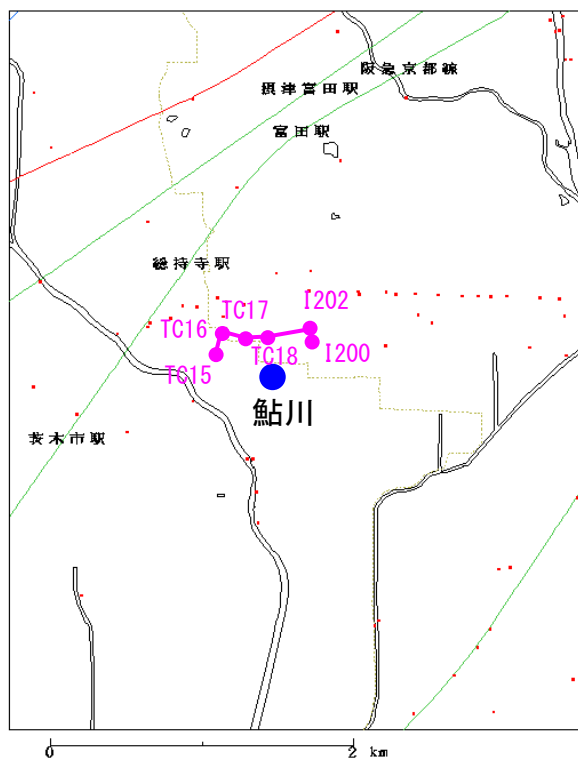 阪急京都線
摂津富田駅
富田駅
総持寺駅
I202
TC17
TC16
I200
TC18
TC15
鮎川
茨木市駅
0 2 km